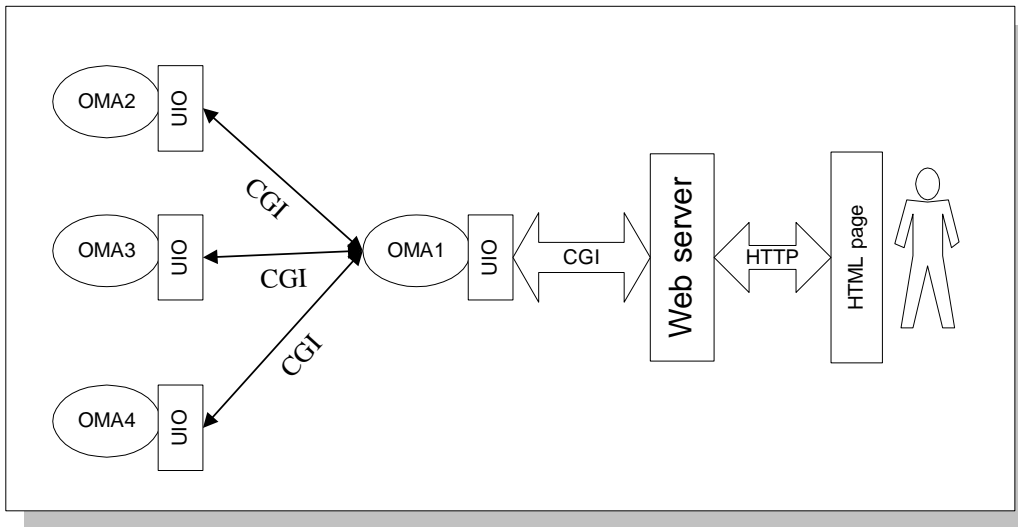 OMA2
UIO
CGI
OMA3
UIO
CGI
OMA4
UIO
CGI
OMA1
UIO
CGI
Web server
HTTP
HTML page